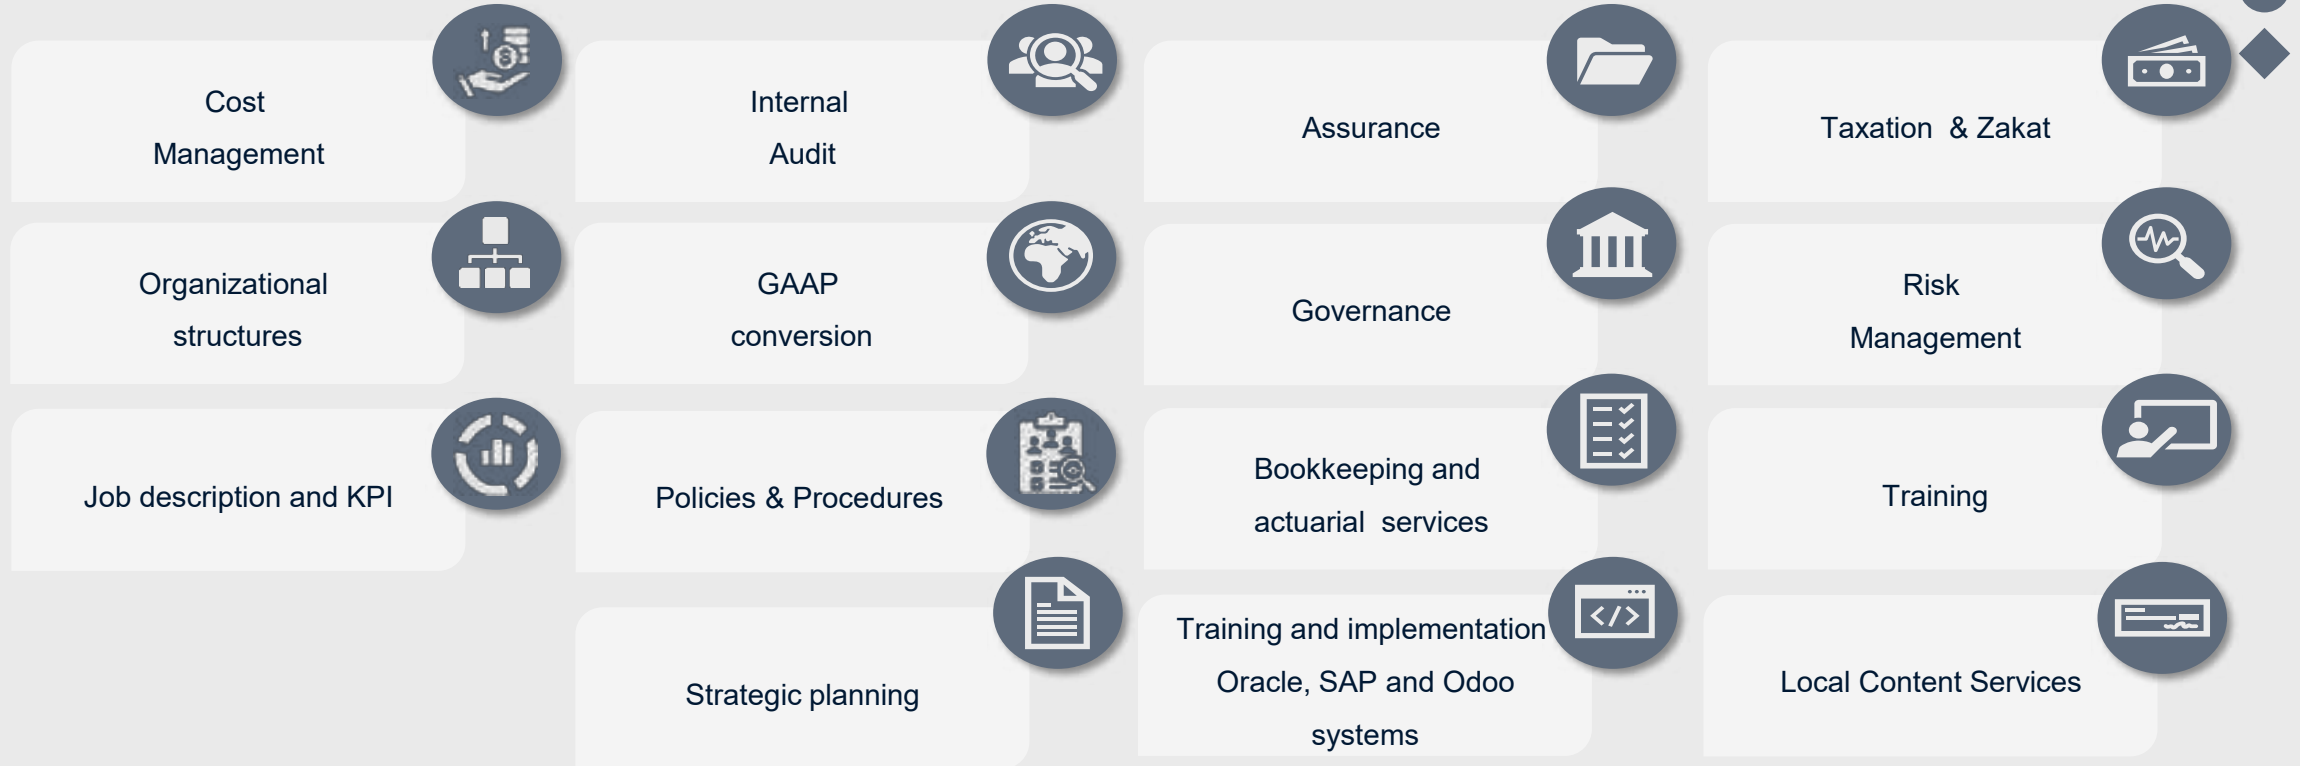 Cost
Management
Internal
Audit
Assurance
Taxation  & Zakat
Organizational
structures
GAAP
conversion
Governance
Risk
Management
Job description and KPI
Policies & Procedures
Bookkeeping and
actuarial  services
Training
Strategic planning
Training and implementation
Oracle, SAP and Odoo
systems
Local Content Services